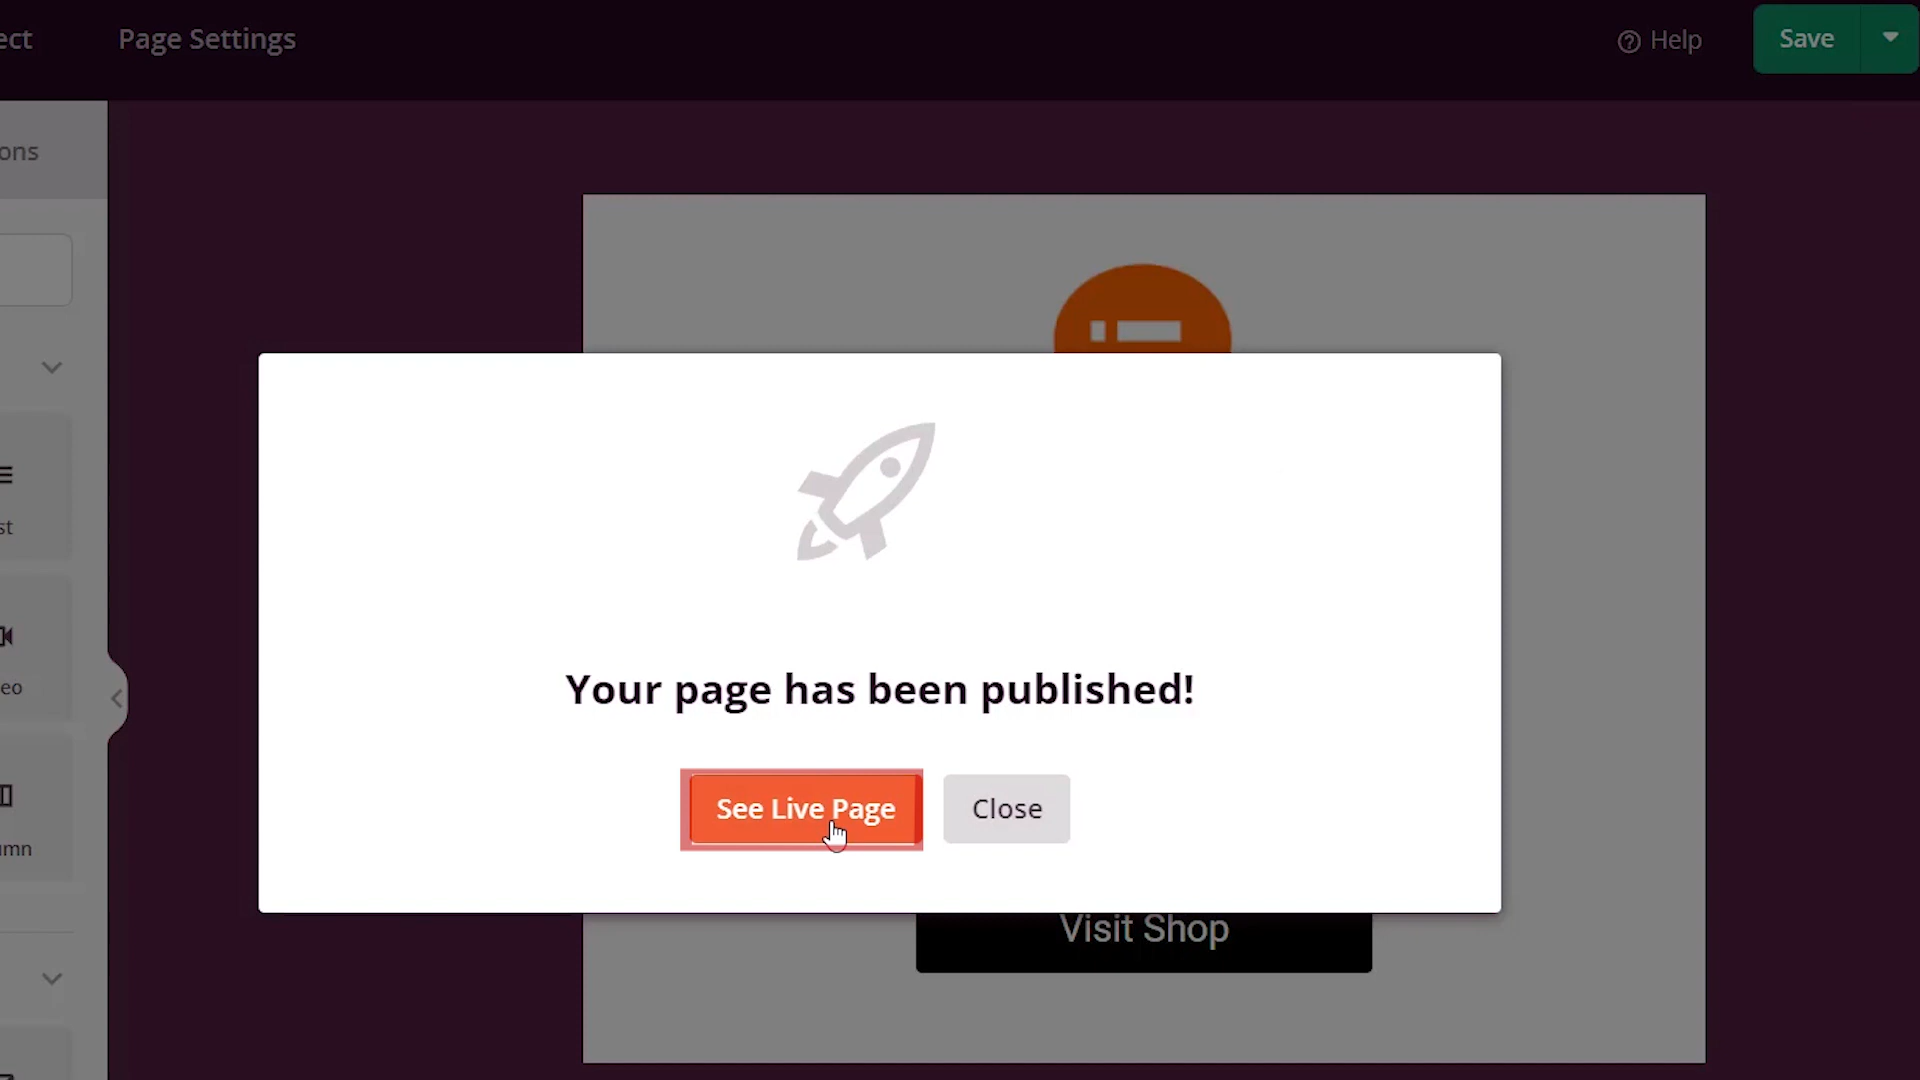 ect
Page Settings
Help
Save
ons
st
eo
umn
Your page has been published!
See Live Page
Close
Visit Shop